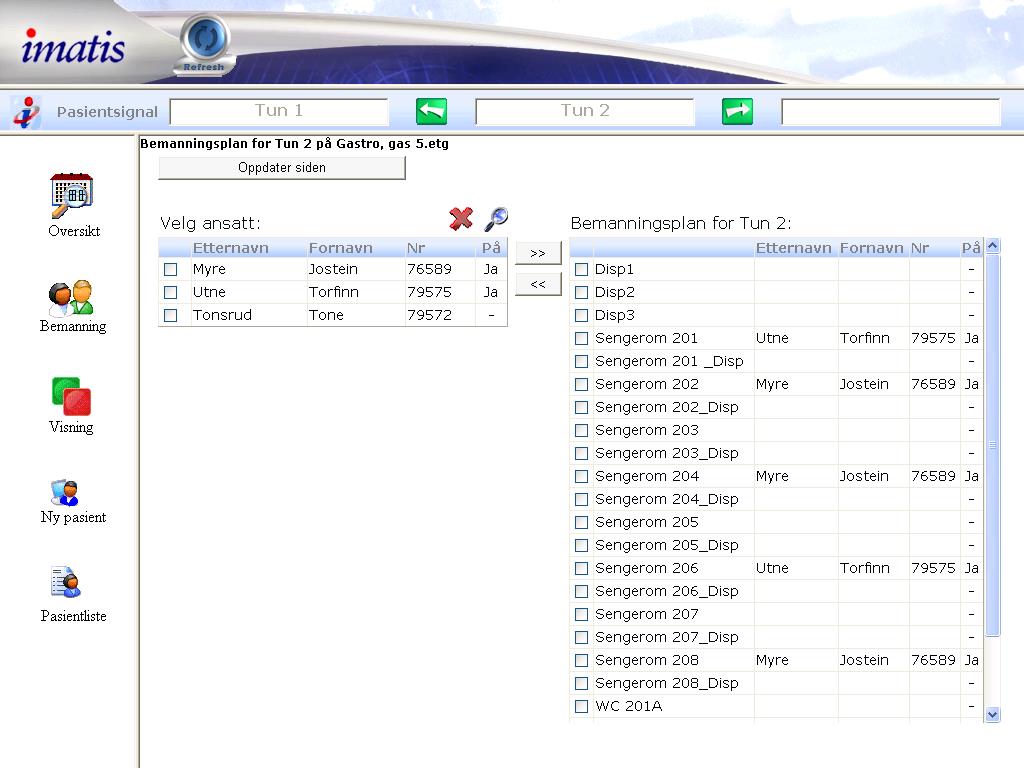 imatis
Refresh
Pasientsignal Tun 1 Tun 2
Bemanningsplan for Tun 2 på Gastro, gas 5.etg
Oppdater siden
Oversikt
Bemanning
Visning
Ny pasient
Pasientliste
Velg ansatt:
Etternavn Fornavn Nr På
Myre Jostein 76589 Ja
Utne Torfinn 79575 Ja
Tonsrud Tone 79572 -
>>
<<
Bemanningsplan for Tun 2:
Etternavn Fornavn Nr På
Disp1 -
Disp2 -
Disp3 -
Sengerom 201 Utne Torfinn 79575 Ja
Sengerom 201 _Disp -
Sengerom 202 Myre Jostein 76589 Ja
Sengerom 202_Disp -
Sengerom 203 -
Sengerom 203_Disp -
Sengerom 204 Myre Jostein 76589 Ja
Sengerom 204_Disp -
Sengerom 205 -
Sengerom 205_Disp -
Sengerom 206 Utne Torfinn 79575 Ja
Sengerom 206_Disp -
Sengerom 207 -
Sengerom 207_Disp -
Sengerom 208 Myre Jostein 76589 Ja
Sengerom 208_Disp -
WC 201A -